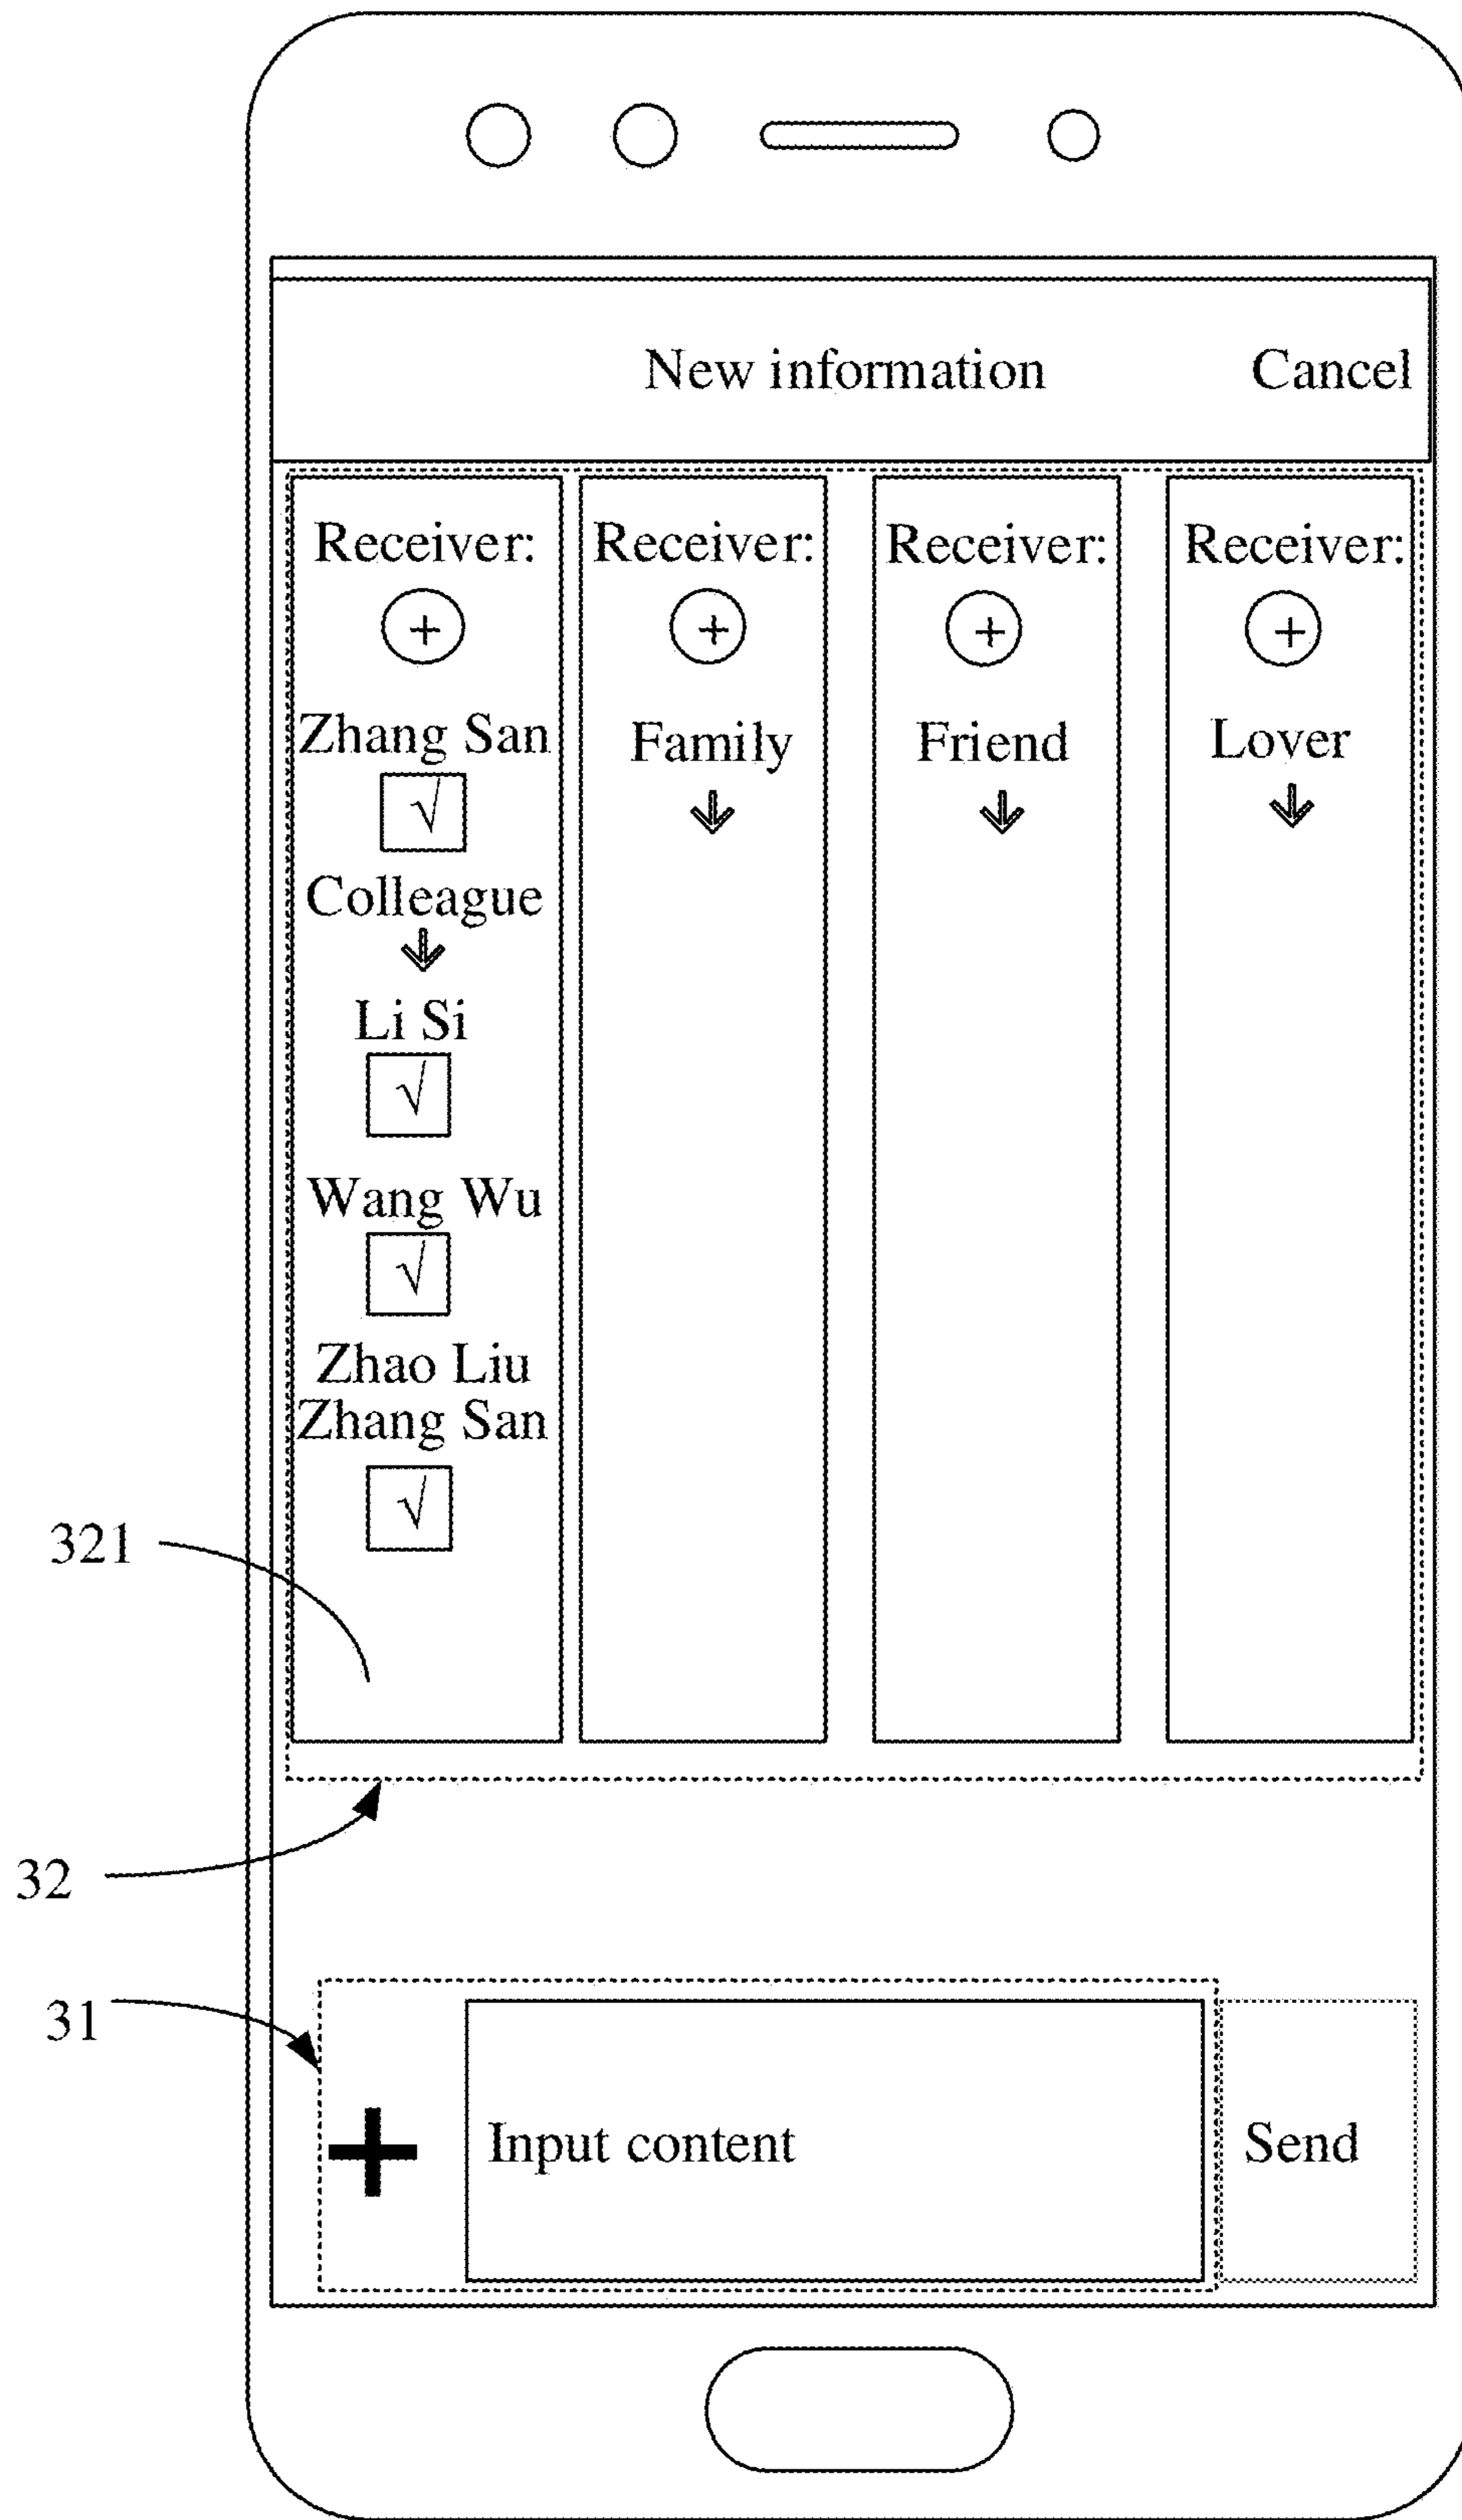 New information Cancel
Receiver: Receiver: Receiver: Receiver:
+ + + +
Zhang San Family Friend Lover
√
Colleague
Li Si
√
Wang Wu
√
Zhao Liu
Zhang San
√
321
32
31
+ Input content Send